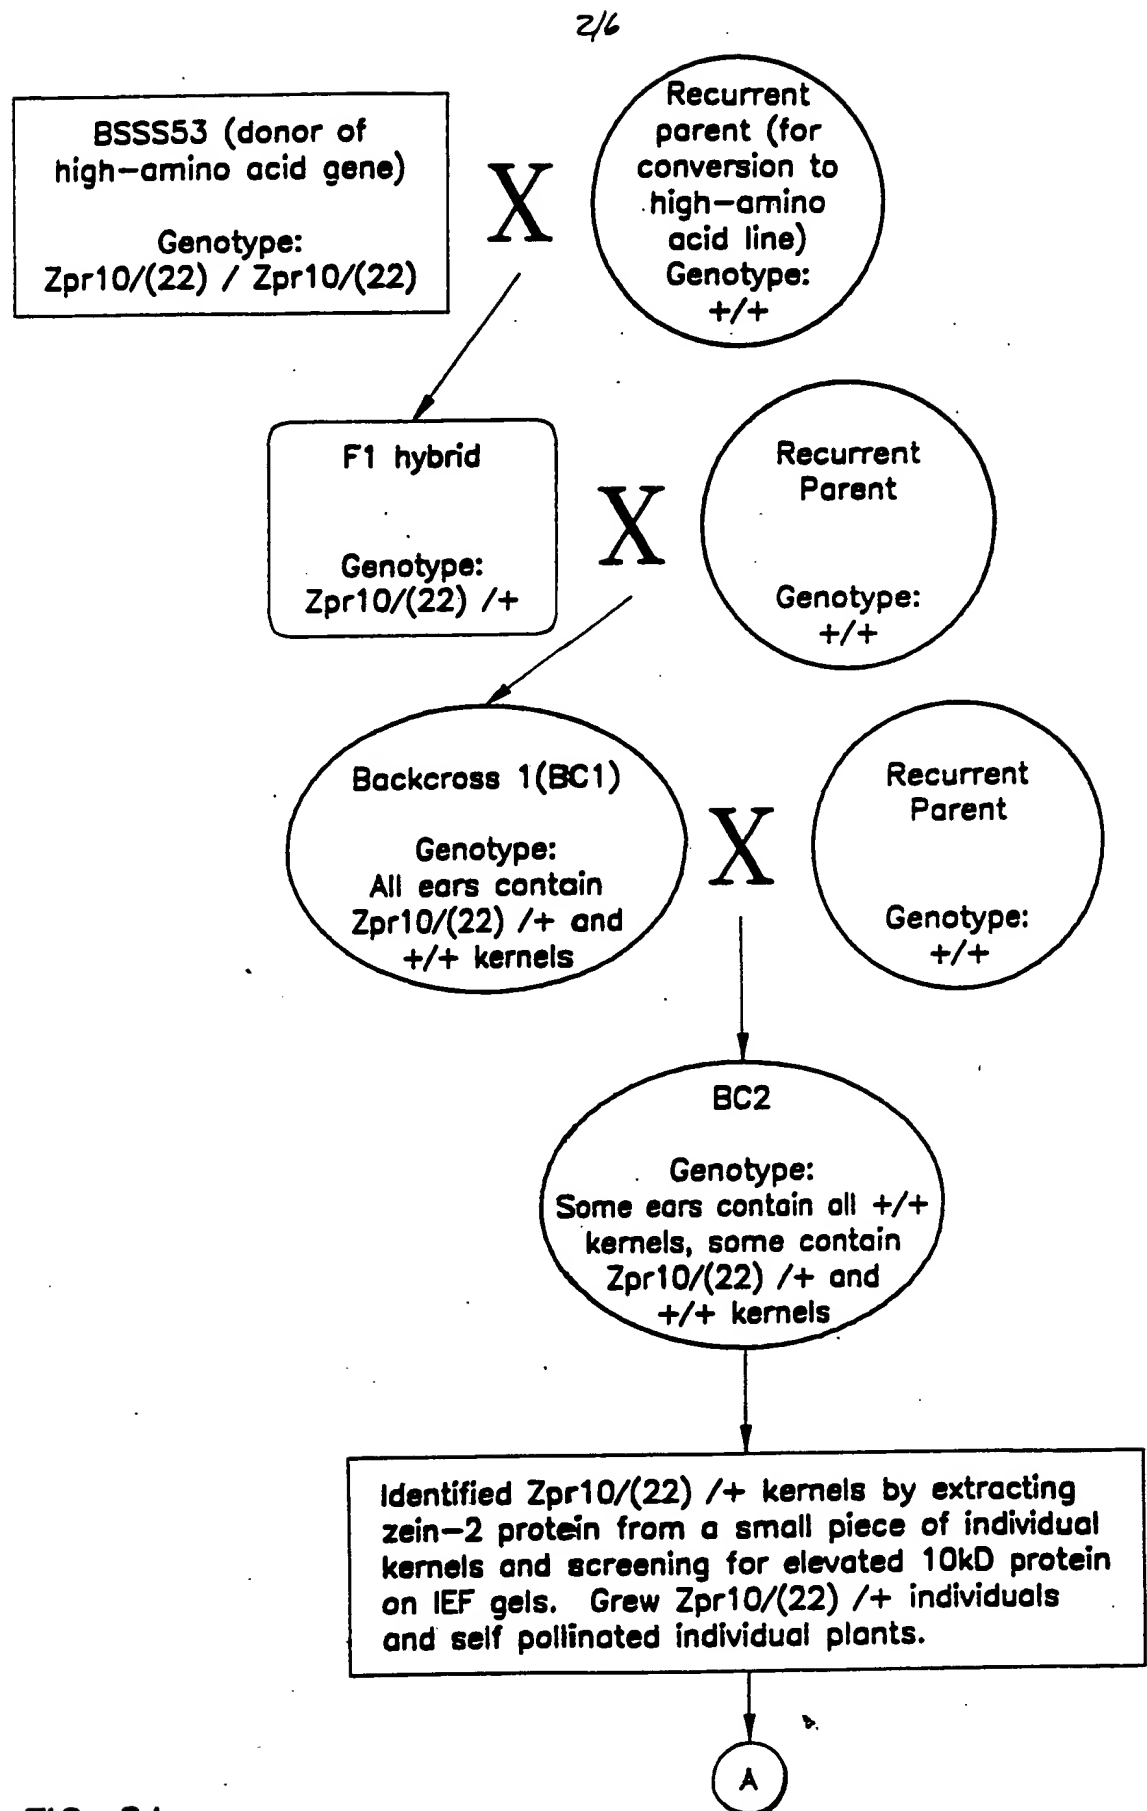 2/6
BSSS53 (donor of
high-amino acid gene)
Genotype:
Zpr10/(22) / Zpr10/(22)
X
Recurrent
parent (for
conversion to
high-amino
acid line)
Genotype:
+/+
F1 hybrid
Genotype:
Zpr10/(22) /+
X
Recurrent
Parent
Genotype:
+/+
Backcross 1(BC1)
Genotype:
All ears contain
Zpr10/(22) /+ and
+/+ kernels
X
Recurrent
Parent
Genotype:
+/+
BC2
Genotype:
Some ears contain all +/+
kernels, some contain
Zpr10/(22) /+ and
+/+ kernels
Identified Zpr10/(22) /+ kernels by extracting
zein-2 protein from a small piece of individual
kernels and screening for elevated 10kD protein
on IEF gels. Grew Zpr10/(22) /+ individuals
and self pollinated individual plants.
A